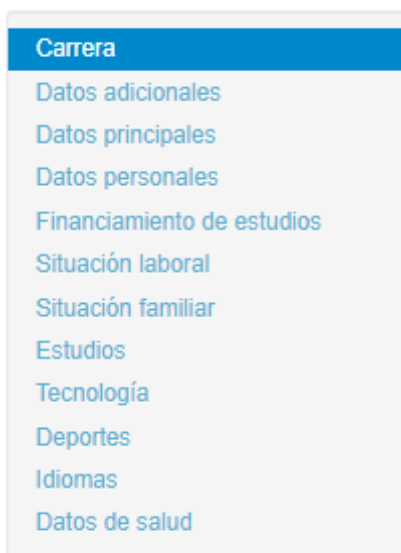 Carrera
Datos adicionales
Datos principales
Datos personales
Financiamiento de estudios
Situación laboral
Situación familiar
Estudios
Tecnología
Deportes
Idiomas
Datos de salud